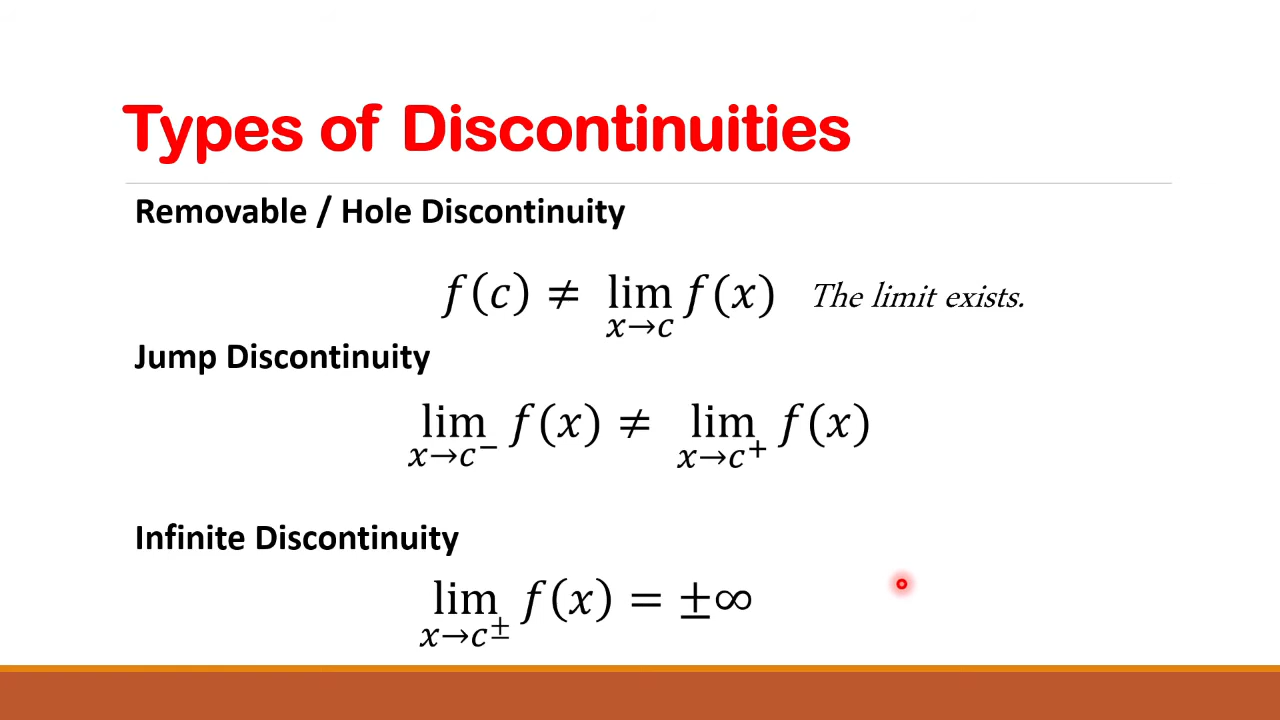 Types of Discontinuities
Removable / Hole Discontinuity
f(c) ≠ lim x→c f(x) The limit exists.
Jump Discontinuity
lim x→c⁻ f(x) ≠ lim x→c⁺ f(x)
Infinite Discontinuity
lim x→c± f(x) = ±∞